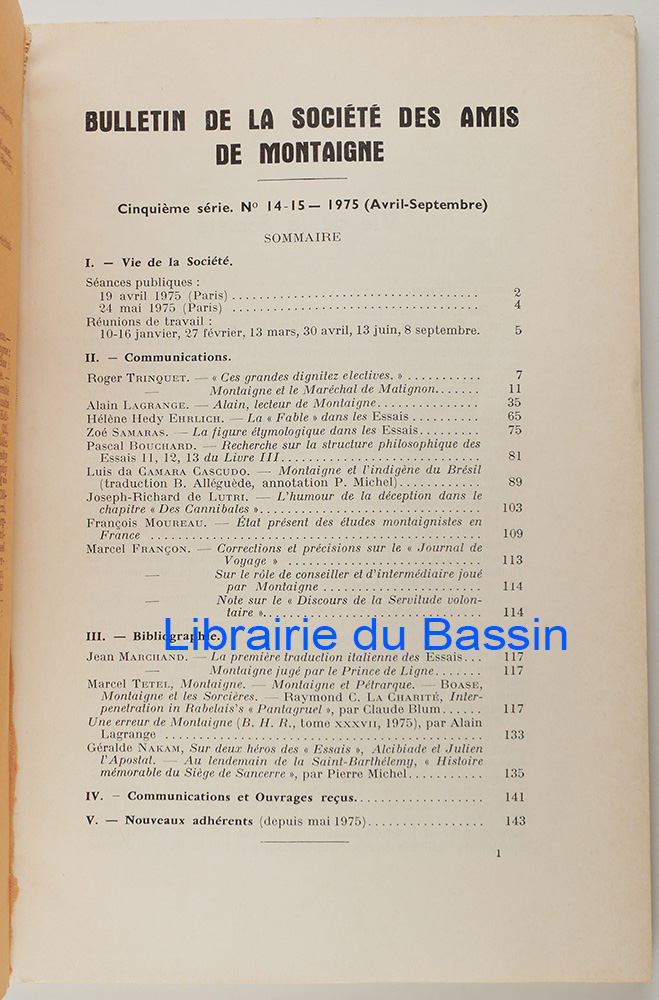 BULLETIN DE LA SOCIÉTÉ DES AMIS
DE MONTAIGNE
Cinquième série. Nº 14-15 — 1975 (Avril-Septembre)
SOMMAIRE
I. — Vie de la Société.
Séances publiques :
19 avril 1975 (Paris) ..................................... 2
24 mai 1975 (Paris) ..................................... 4
Réunions de travail :
10-16 janvier, 27 février, 13 mars, 30 avril, 13 juin, 8 septembre. 5
II. — Communications.
Roger TRINQUET. — « Ces grandes dignitez electives. » ........... 7
— Montaigne et le Maréchal de Matignon....... 11
Alain LAGRANGE. — Alain, lecteur de Montaigne............... 35
Hélène Hedy EHRLICH. — La « Fable » dans les Essais.......... 65
Zoé SAMARAS. — La figure étymologique dans les Essais......... 75
Pascal BOUCHARD. — Recherche sur la structure philosophique des
Essais 11, 12, 13 du Livre III.............................. 81
Luis da CAMARA CASCUDO. — Montaigne et l'indigène du Brésil
(traduction B. Alléguède, annotation P. Michel)............ 89
Joseph-Richard de LUTRI. — L'humour de la déception dans le
chapitre « Des Cannibales »................................. 103
François MOUREAU. — État présent des études montaignistes en
France .................................................. 109
Marcel FRANÇON. — Corrections et précisions sur le « Journal de
Voyage » .............................. 113
— Sur le rôle de conseiller et d'intermédiaire joué
par Montaigne ........................ 114
— Note sur le « Discours de la Servitude volon-
taire ».................................. 114
Librairie du Bassin
III. — Bibliographie.
Jean MARCHAND. — La première traduction italienne des Essais... 117
— Montaigne jugé par le Prince de Ligne....... 117
Marcel TETEL, Montaigne. — Montaigne et Pétrarque. — BOASE,
Montaigne et les Sorcières. — Raymond C. LA CHARITÉ, Inter-
penetration in Rabelais's « Pantagruel », par Claude Blum...... 117
Une erreur de Montaigne (B. H. R., tome XXXVII, 1975), par Alain
Lagrange ................................................ 133
Géralde NAKAM, Sur deux héros des « Essais », Alcibiade et Julien
l'Apostat. — Au lendemain de la Saint-Barthélemy, « Histoire
mémorable du Siège de Sancerre », par Pierre Michel........... 135
IV. — Communications et Ouvrages reçus................... 141
V. — Nouveaux adhérents (depuis mai 1975)................. 143
1